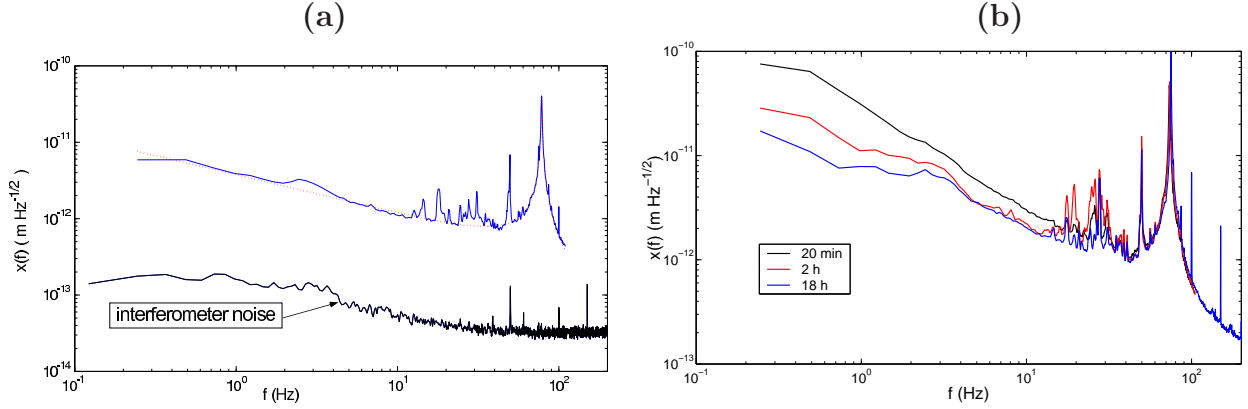 (a)
x(f) (m Hz^-1/2)
10^-10
10^-11
10^-12
10^-13
10^-14
interferometer noise
10^-1 10^0 10^1 10^2
f (Hz)
(b)
x(f) (m Hz^-1/2)
10^-10
10^-11
10^-12
10^-13
20 min
2 h
18 h
10^-1 10^0 10^1 10^2
f (Hz)